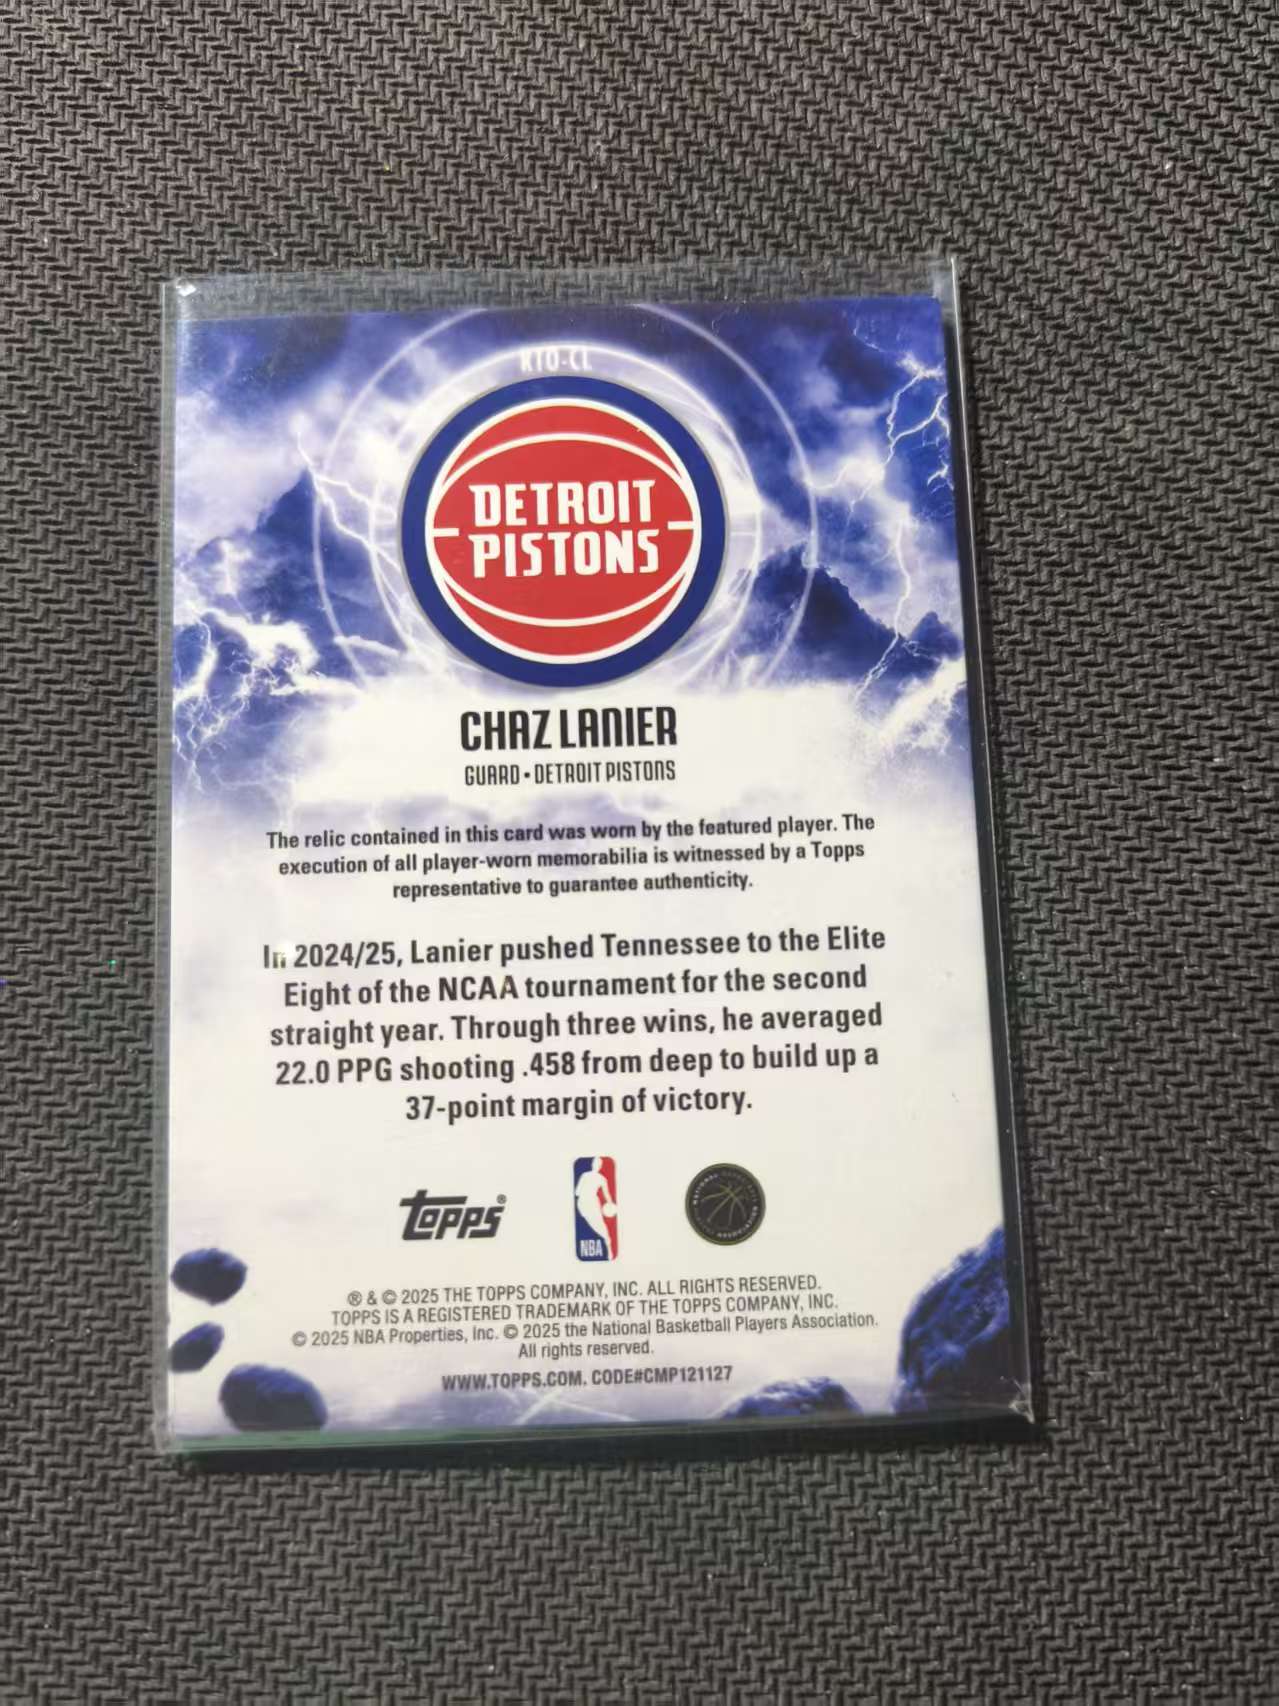 RTO-CL
DETROIT
PISTONS
CHAZ LANIER
GUARD • DETROIT PISTONS
The relic contained in this card was worn by the featured player. The
execution of all player-worn memorabilia is witnessed by a Topps
representative to guarantee authenticity.
In 2024/25, Lanier pushed Tennessee to the Elite
Eight of the NCAA tournament for the second
straight year. Through three wins, he averaged
22.0 PPG shooting .458 from deep to build up a
37-point margin of victory.
Topps®
NBA
® & © 2025 THE TOPPS COMPANY, INC. ALL RIGHTS RESERVED.
TOPPS IS A REGISTERED TRADEMARK OF THE TOPPS COMPANY, INC.
© 2025 NBA Properties, Inc. © 2025 the National Basketball Players Association.
All rights reserved.
WWW.TOPPS.COM. CODE#CMP121127